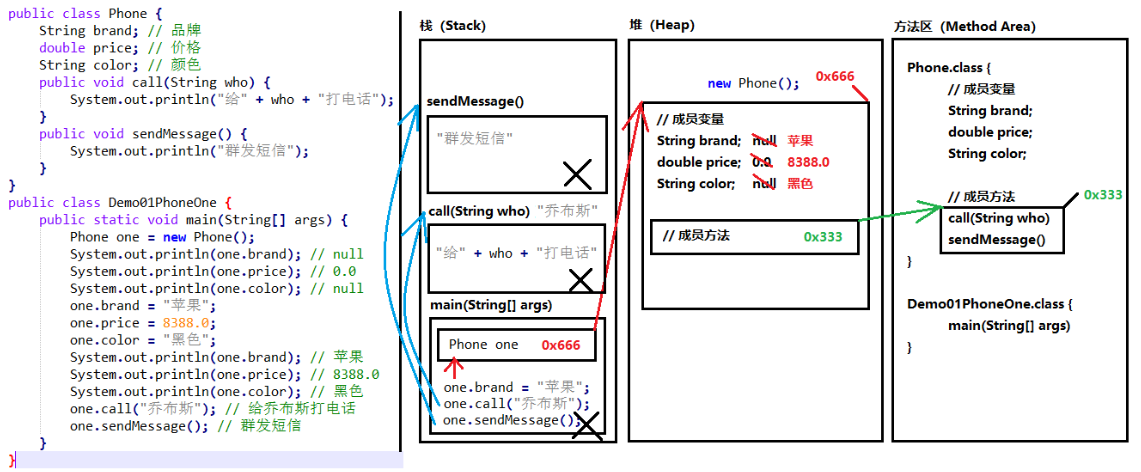 public class Phone {
String brand; // 品牌
double price; // 价格
String color; // 颜色
public void call(String who) {
System.out.println("给" + who + "打电话");
}
public void sendMessage() {
System.out.println("群发短信");
}
}
public class Demo01PhoneOne {
public static void main(String[] args) {
Phone one = new Phone();
System.out.println(one.brand); // null
System.out.println(one.price); // 0.0
System.out.println(one.color); // null
one.brand = "苹果";
one.price = 8388.0;
one.color = "黑色";
System.out.println(one.brand); // 苹果
System.out.println(one.price); // 8388.0
System.out.println(one.color); // 黑色
one.call("乔布斯"); // 给乔布斯打电话
one.sendMessage(); // 群发短信
}
}
栈（Stack）
sendMessage()
"群发短信"
call(String who) "乔布斯"
"给" + who + "打电话"
main(String[] args)
Phone one 0x666
one.brand = "苹果";
one.call("乔布斯");
one.sendMessage();
堆（Heap）
new Phone(); 0x666
// 成员变量
String brand; null 苹果
double price; 0.0 8388.0
String color; null 黑色
// 成员方法 0x333
方法区（Method Area）
Phone.class {
// 成员变量
String brand;
double price;
String color;
// 成员方法 0x333
call(String who)
sendMessage()
}
Demo01PhoneOne.class {
main(String[] args)
}